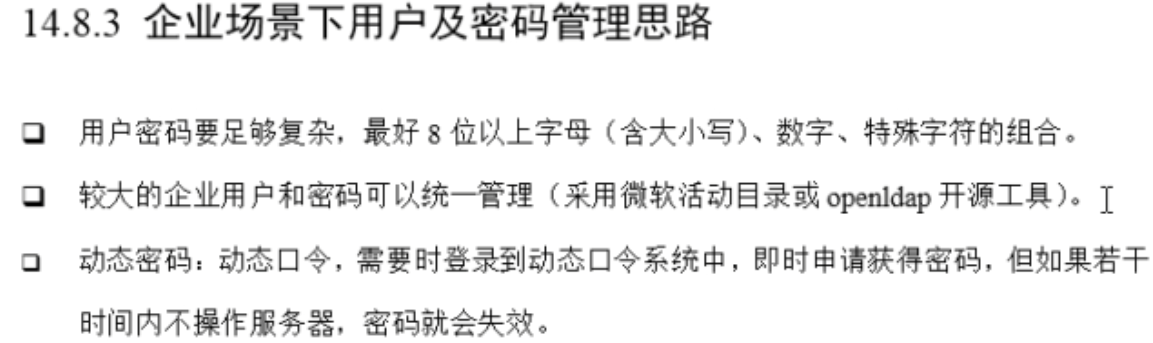 14.8.3 企业场景下用户及密码管理思路
用户密码要足够复杂，最好 8 位以上字母（含大小写）、数字、特殊字符的组合。
较大的企业用户和密码可以统一管理（采用微软活动目录或 openldap 开源工具）。
动态密码：动态口令，需要时登录到动态口令系统中，即时申请获得密码，但如果若干
时间内不操作服务器，密码就会失效。